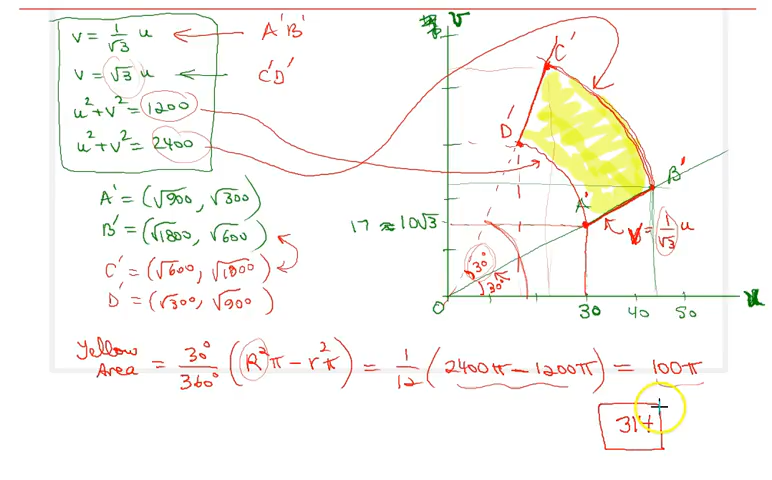 v = 1/√3 u ← A'B'
v = √3 u ← C'D'
u² + v² = 1200
u² + v² = 2400
A' = (√900, √300)
B' = (√1800, √600)
C' = (√600, √1800)
D' = (√300, √900)
v
C'
D'
B'
A'
17 ≈ 10√3
v = 1/√3 u
30°
30°
0
30 40 50
u
Yellow Area = 30°/360° (R²π - r²π) = 1/12 (2400π - 1200π) = 100π
314